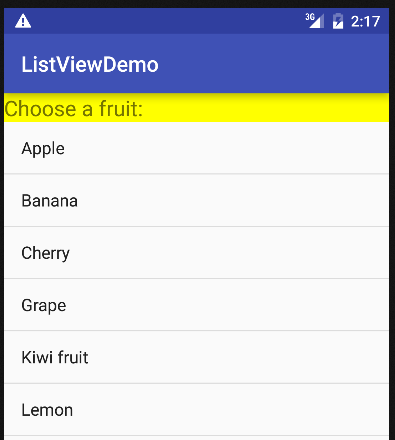 3G 2:17
ListViewDemo
Choose a fruit:
Apple
Banana
Cherry
Grape
Kiwi fruit
Lemon